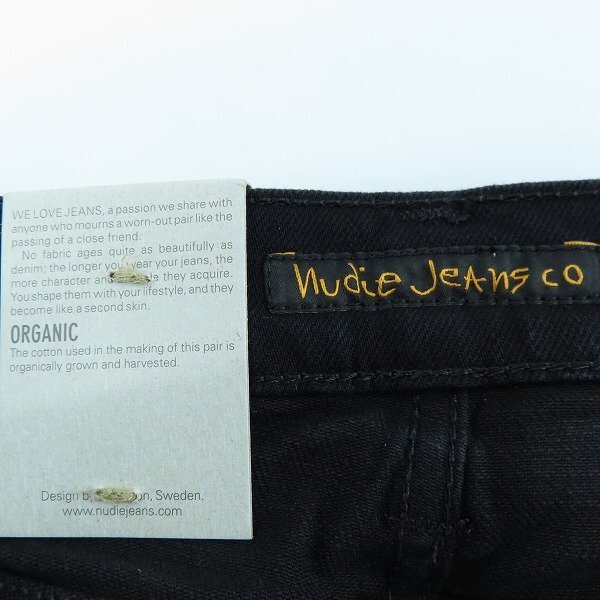 WE LOVE JEANS, a passion we share with
anyone who mourns a worn-out pair like the
passing of a close friend.
No fabric ages quite as beautifully as
denim; the longer you wear your jeans, the
more character and they acquire.
You shape them with your lifestyle, and they
become like a second skin.
ORGANIC
The cotton used in the making of this pair is
organically grown and harvested.
Design by Sweden.
www.nudiejeans.com
nudie Jeans co